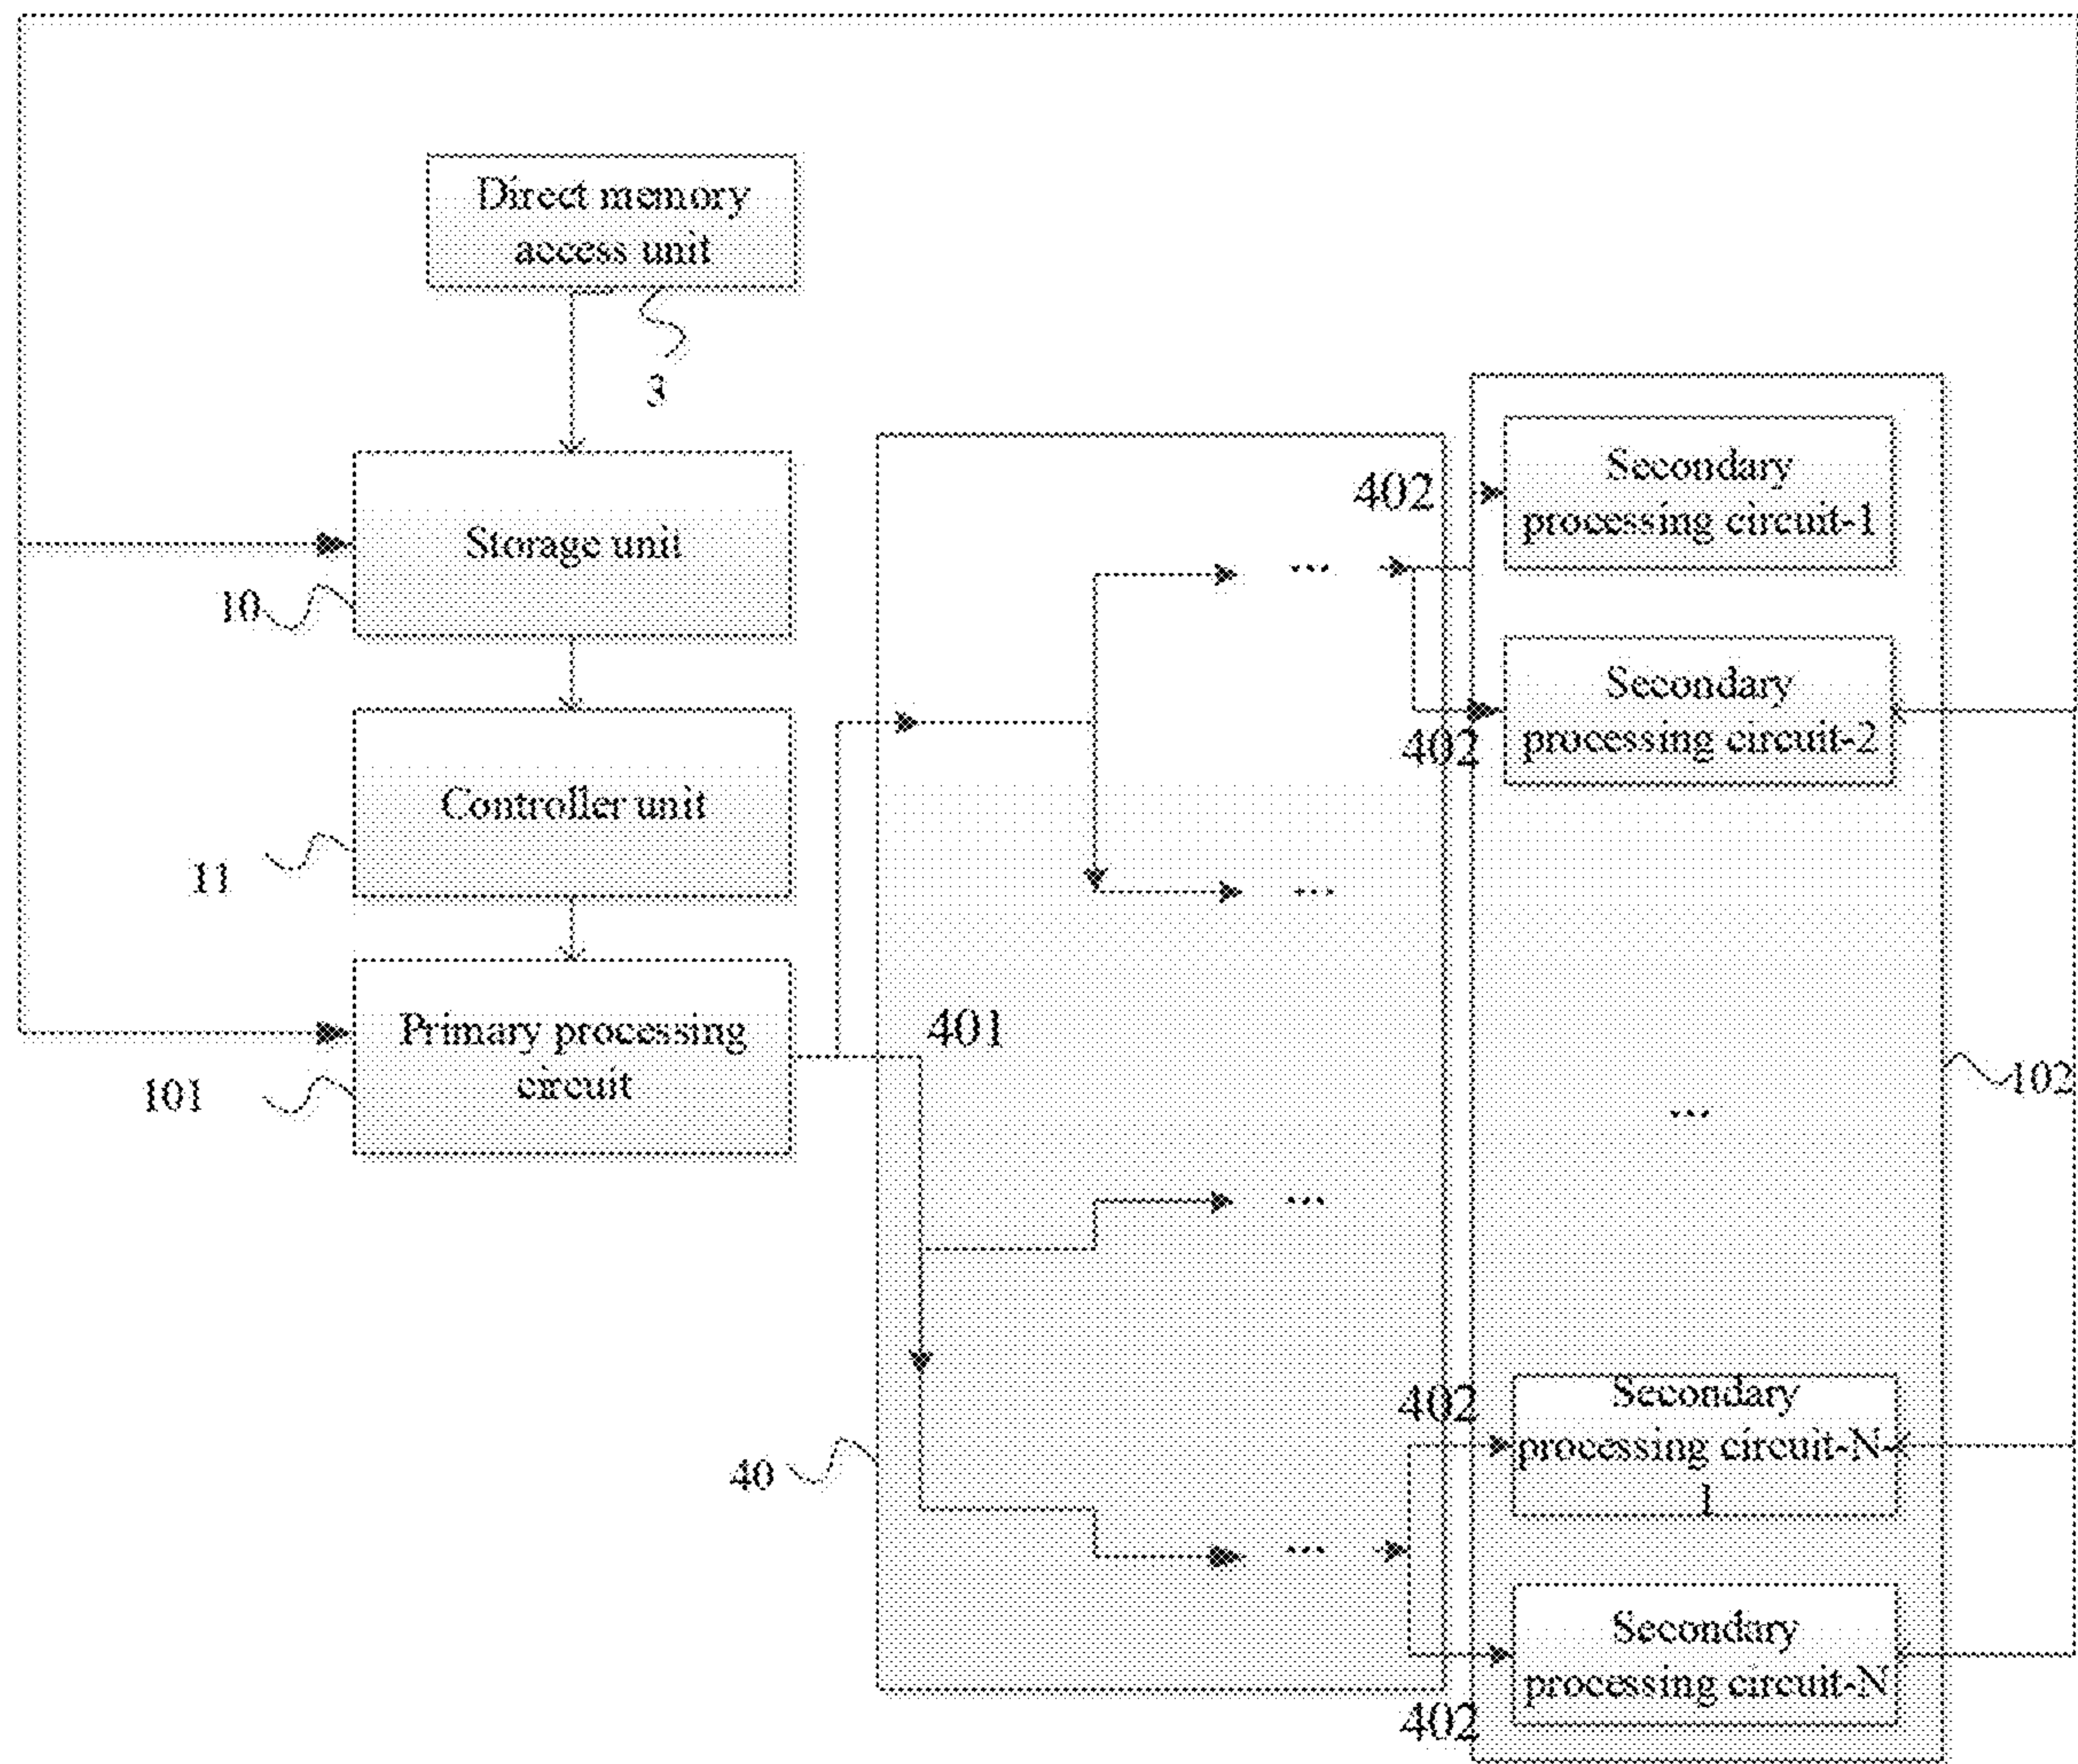 Direct memory
access unit
3
Storage unit
10
Controller unit
11
Primary processing
circuit
101
401
40
402
Secondary
processing circuit-1
Secondary
processing circuit-2
402
...
...
...
...
...
102
402
Secondary
processing circuit-N-
1
Secondary
processing circuit-N
402